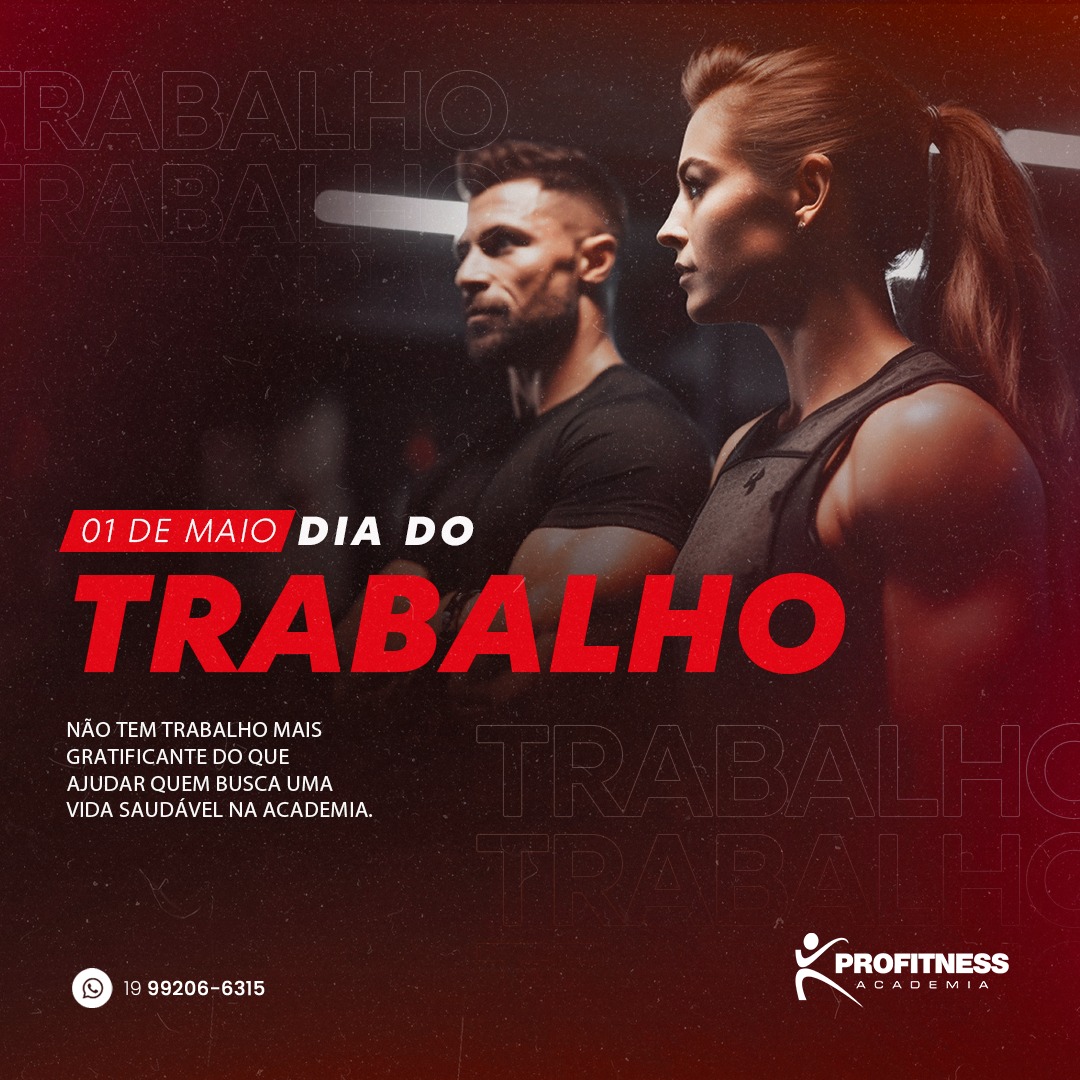 TRABALHO
TRABALHO
01 DE MAIO DIA DO
TRABALHO
NÃO TEM TRABALHO MAIS
GRATIFICANTE DO QUE
AJUDAR QUEM BUSCA UMA
VIDA SAUDÁVEL NA ACADEMIA.
TRABALHO
TRABALHO
19 99206-6315
PROFITNESS
ACADEMIA